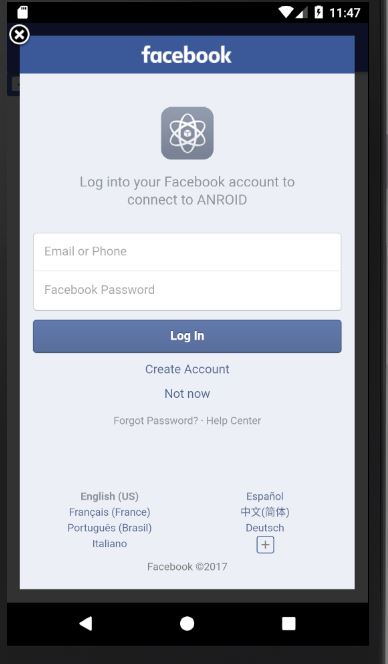 11:47
facebook
Log into your Facebook account to
connect to ANROID
Email or Phone
Facebook Password
Log In
Create Account
Not now
Forgot Password? · Help Center
English (US)
Español
Français (France)
中文(简体)
Português (Brasil)
Deutsch
Italiano
Facebook ©2017